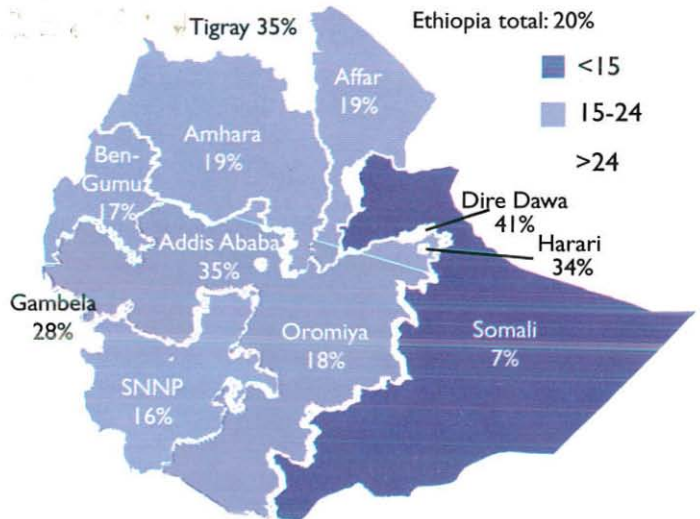 Tigray 35%
Ethiopia total: 20%
<15
15-24
>24
Affar
19%
Amhara
19%
Ben-
Gumu
17%
Dire Dawa
41%
Harari
34%
Addis Ababa
35%
Gambela
28%
Oromiya
18%
Somali
7%
SNNP
16%